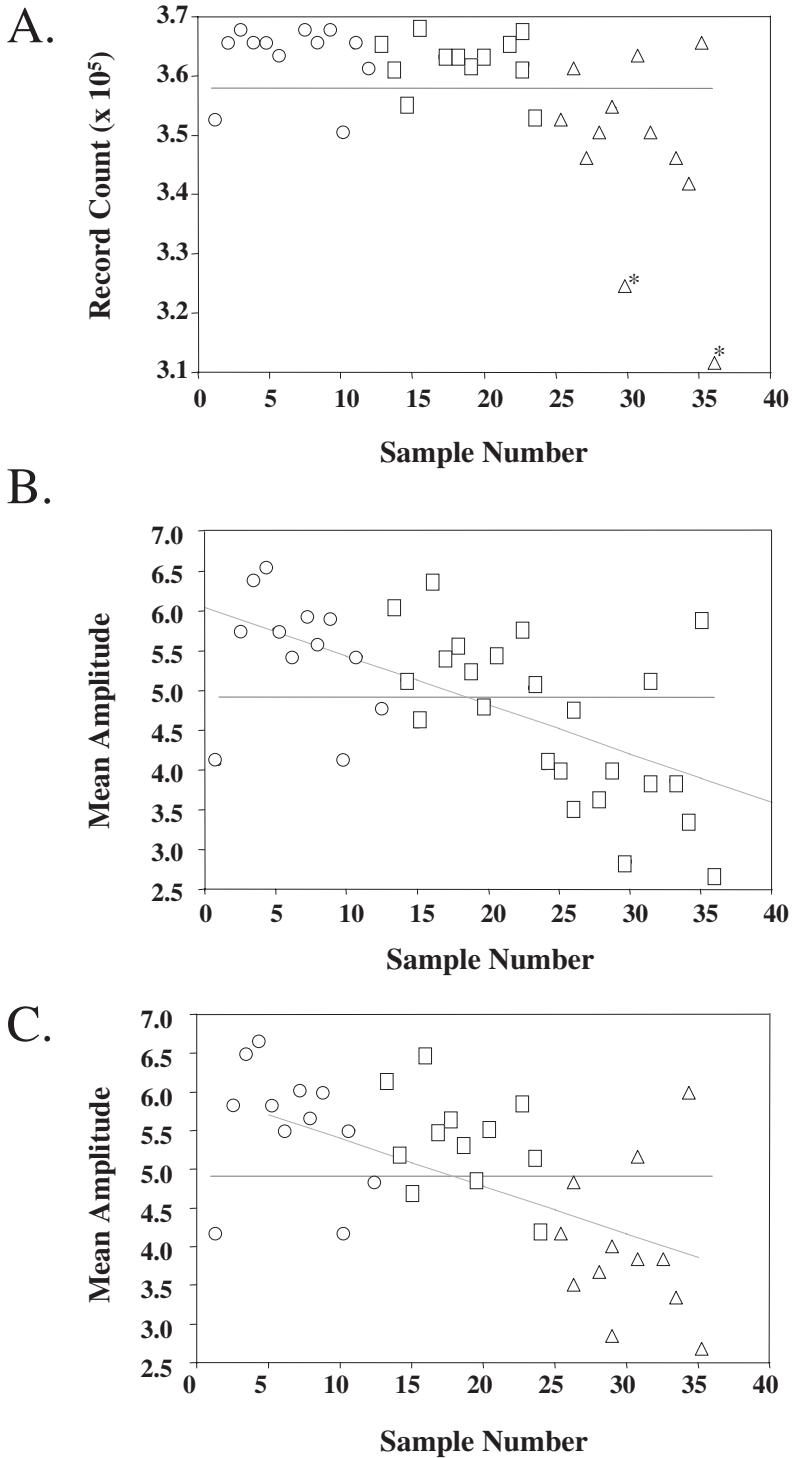 A.
Record Count (x 10⁵)
3.7
3.6
3.5
3.4
3.3
3.2
3.1
*
*
0 5 10 15 20 25 30 35 40
Sample Number
B.
Mean Amplitude
7.0
6.5
6.0
5.5
5.0
4.5
4.0
3.5
3.0
2.5
0 5 10 15 20 25 30 35 40
Sample Number
C.
Mean Amplitude
7.0
6.5
6.0
5.5
5.0
4.5
4.0
3.5
3.0
2.5
0 5 10 15 20 25 30 35 40
Sample Number